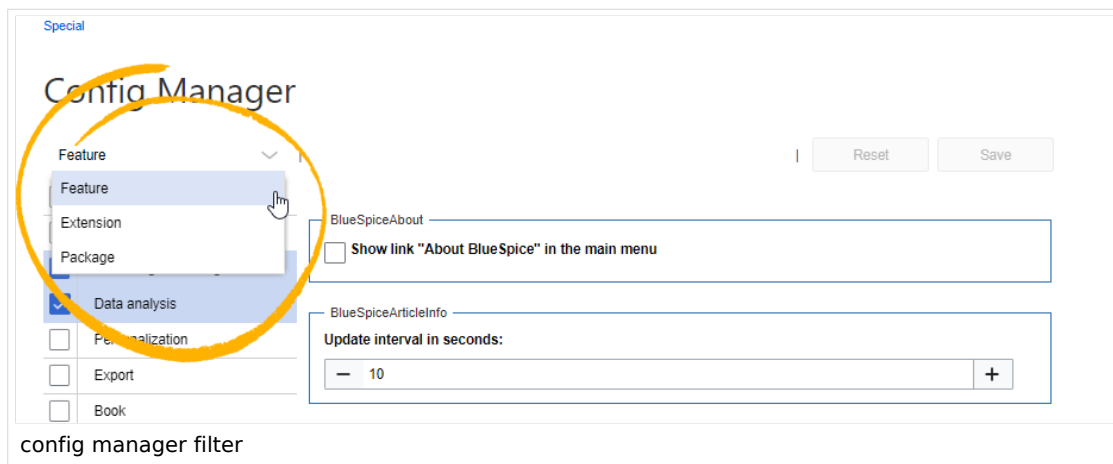 Special
Config Manager
Feature
Reset
Save
Feature
Extension
Package
BlueSpiceAbout
Show link "About BlueSpice" in the main menu
Data analysis
BlueSpiceArticleInfo
Personalization
Update interval in seconds:
Export
− 10 +
Book
config manager filter